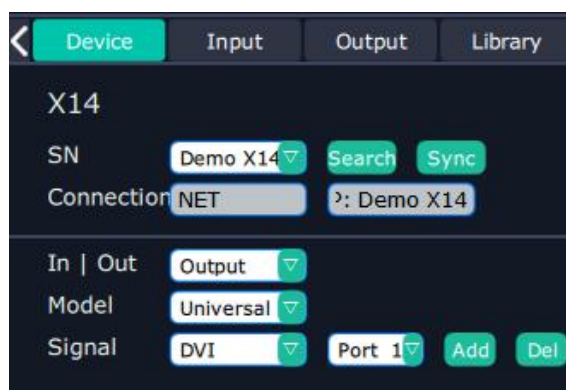 Device Input Output Library
X14
SN Demo X14 Search Sync
Connection NET : Demo X14
In | Out Output
Model Universal
Signal DVI Port 1 Add Del